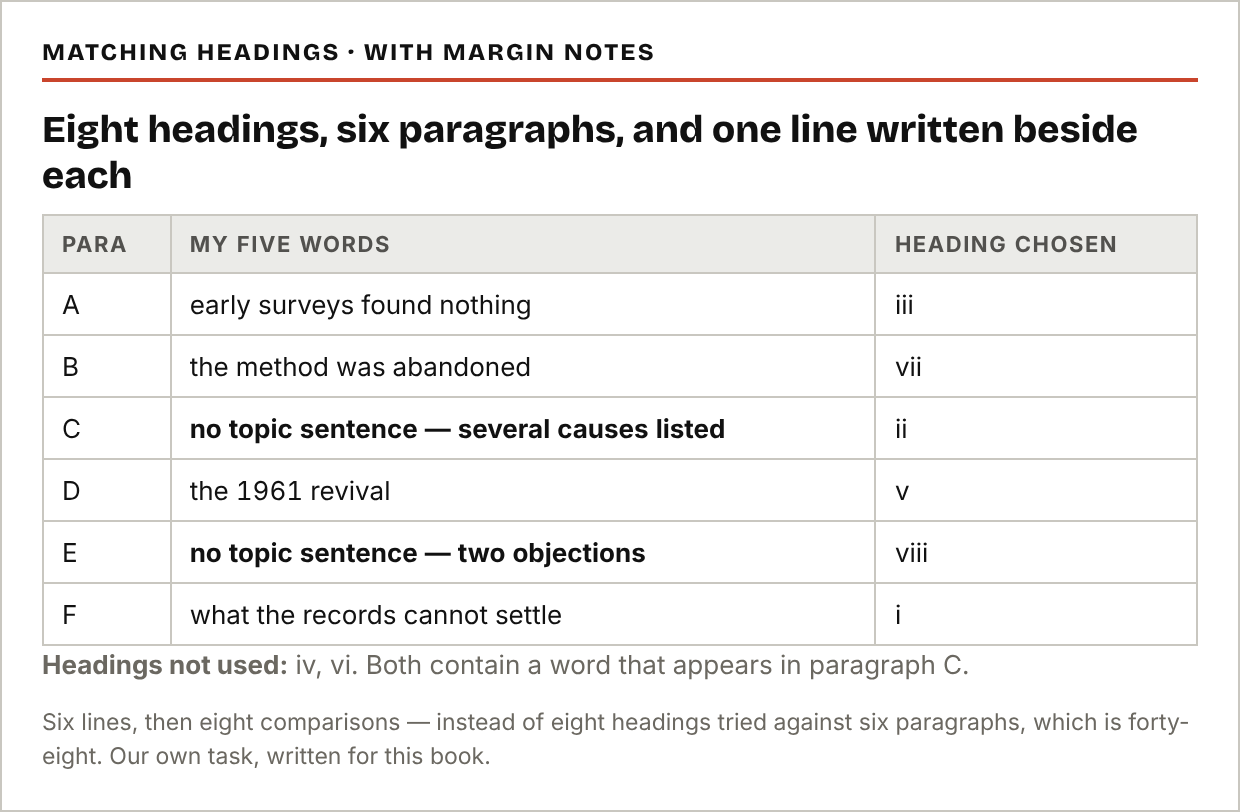 MATCHING HEADINGS · WITH MARGIN NOTES
Eight headings, six paragraphs, and one line written beside
each
PARA MY FIVE WORDS HEADING CHOSEN
A early surveys found nothing iii
B the method was abandoned vii
C no topic sentence — several causes listed ii
D the 1961 revival v
E no topic sentence — two objections viii
F what the records cannot settle i
Headings not used: iv, vi. Both contain a word that appears in paragraph C.
Six lines, then eight comparisons — instead of eight headings tried against six paragraphs, which is forty-
eight. Our own task, written for this book.